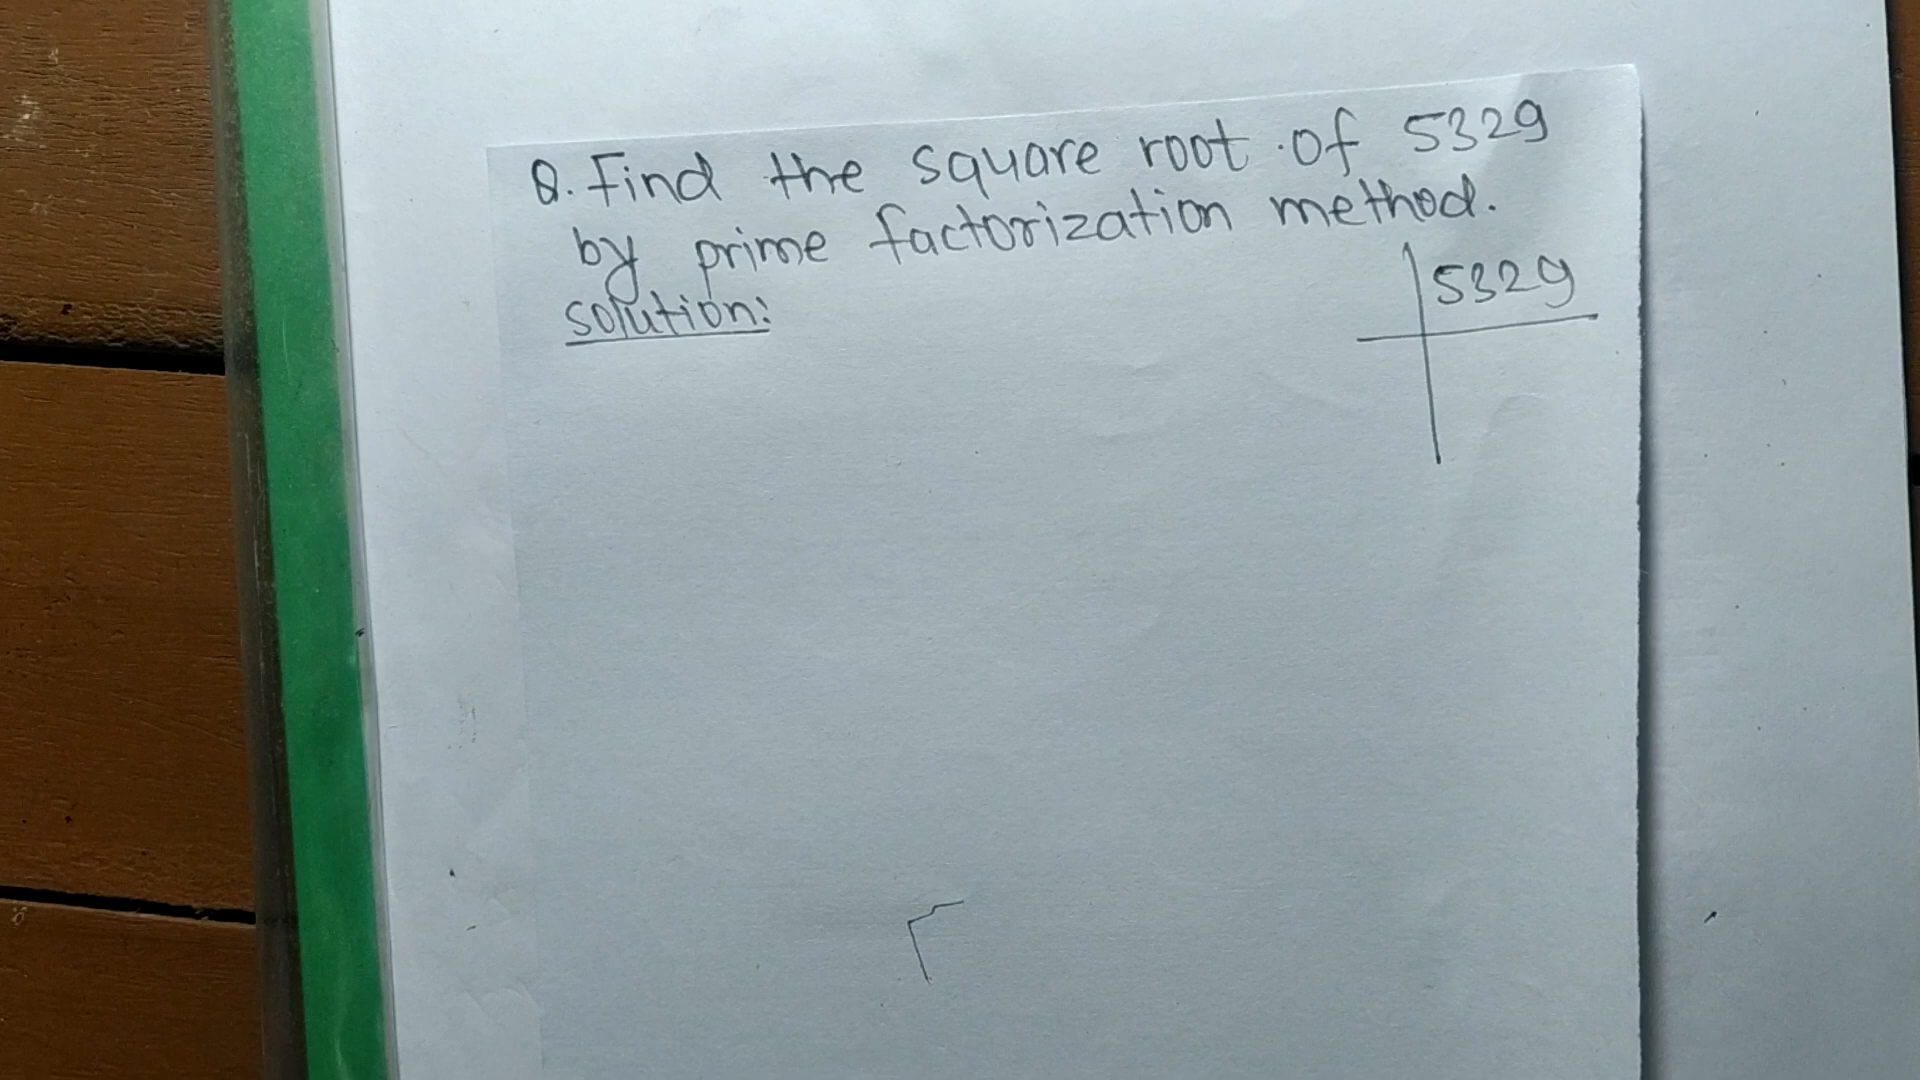 Q. Find the square root of 5329
by prime factorization method.
5329
solution: